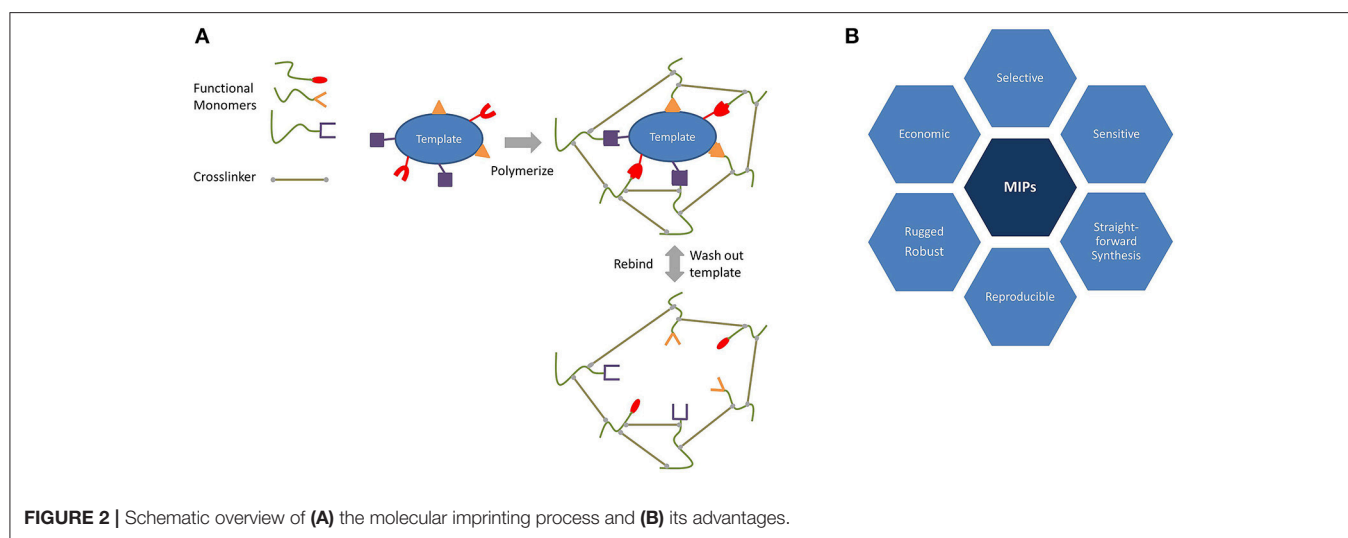 A
Functional
Monomers
Crosslinker
Template
Polymerize
Template
Rebind
Wash out
template
B
Selective
Economic
Sensitive
MIPs
Rugged
Robust
Straight-
forward
Synthesis
Reproducible
FIGURE 2 | Schematic overview of (A) the molecular imprinting process and (B) its advantages.